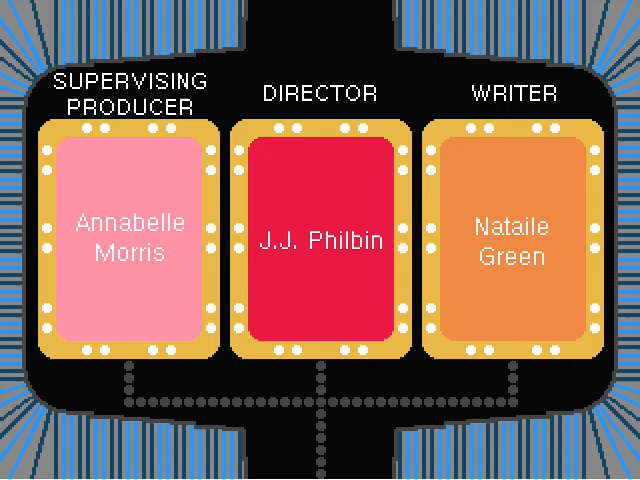 SUPERVISING
PRODUCER
DIRECTOR
WRITER
Annabelle
Morris
J.J. Philbin
Nataile
Green